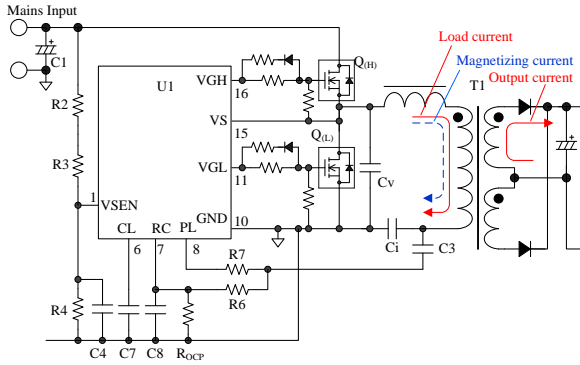 Mains Input
C1
Load current
Magnetizing current
T1
Output current
Q(H)
U1
VGH
16
R2
VS
15
Q(L)
R3
VGL
11
Cv
1
VSEN
GND
10
CL
RC
PL
6
7
8
Ci
C3
R7
R6
R4
C4
C7
C8
ROCP